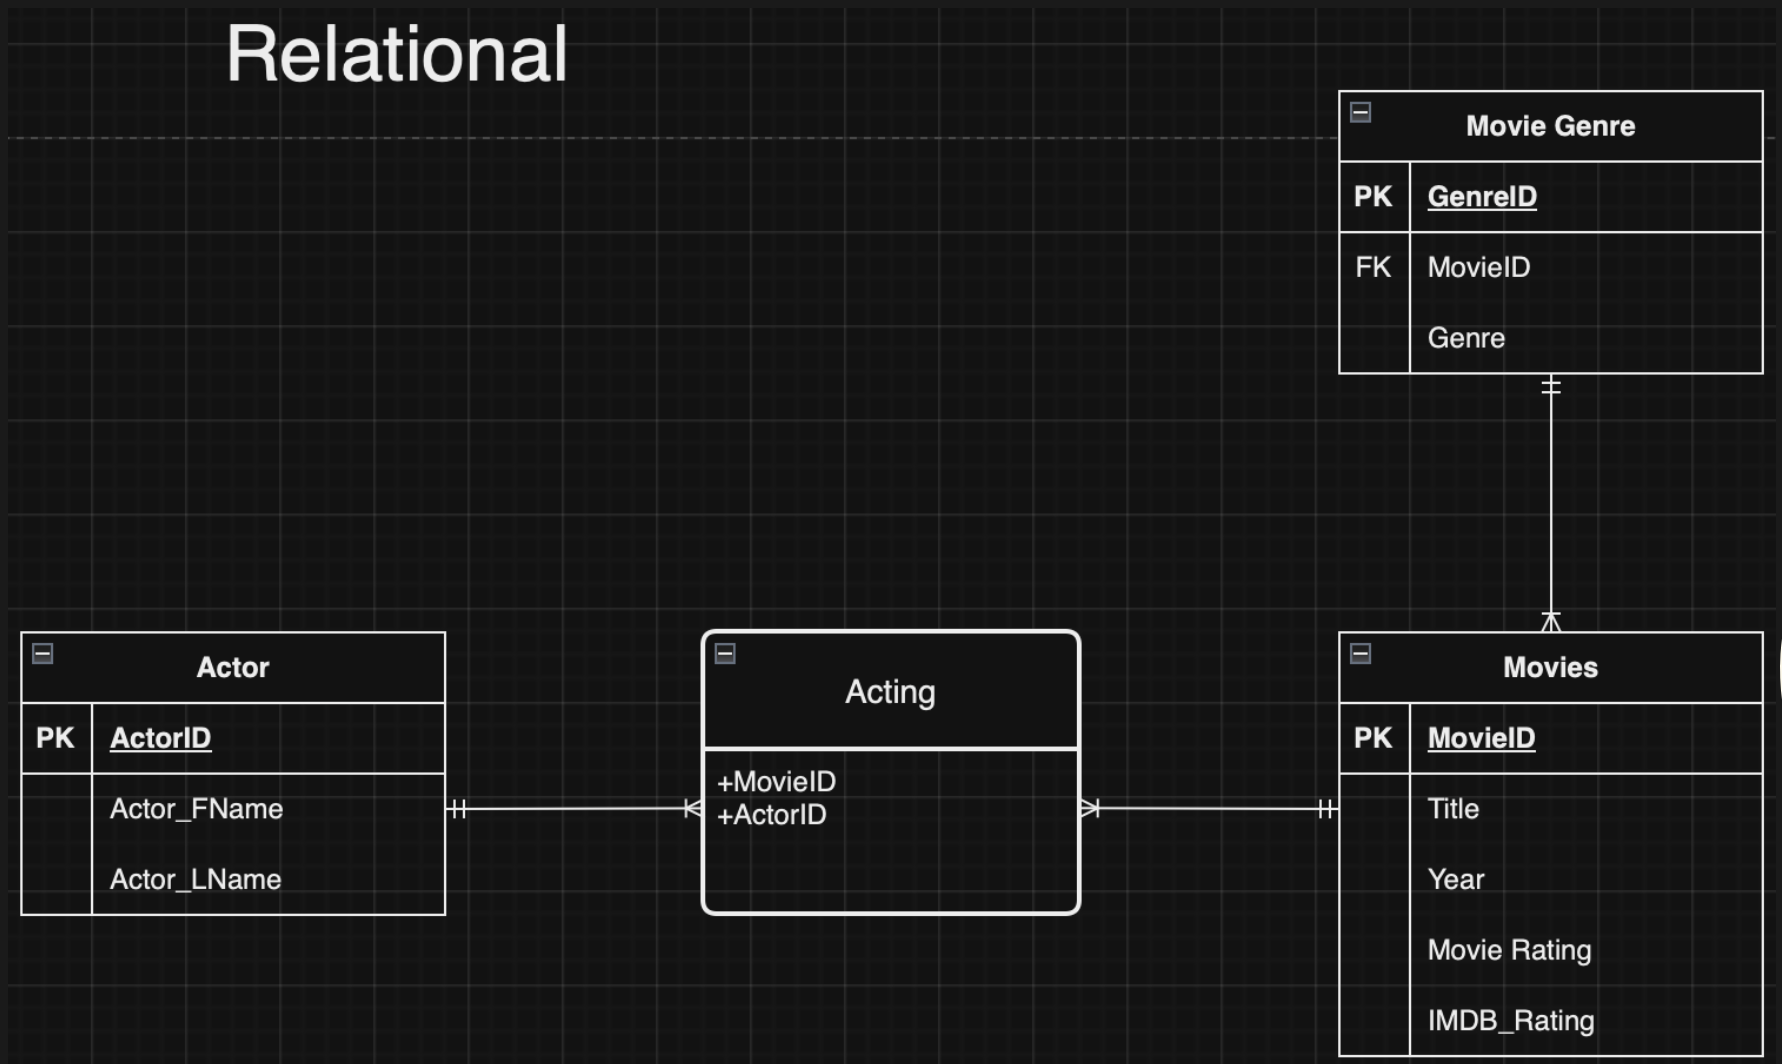 Relational
Movie Genre
PK GenreID
FK MovieID
Genre
Actor
PK ActorID
Actor_FName
Actor_LName
Acting
+MovieID
+ActorID
Movies
PK MovieID
Title
Year
Movie Rating
IMDB_Rating